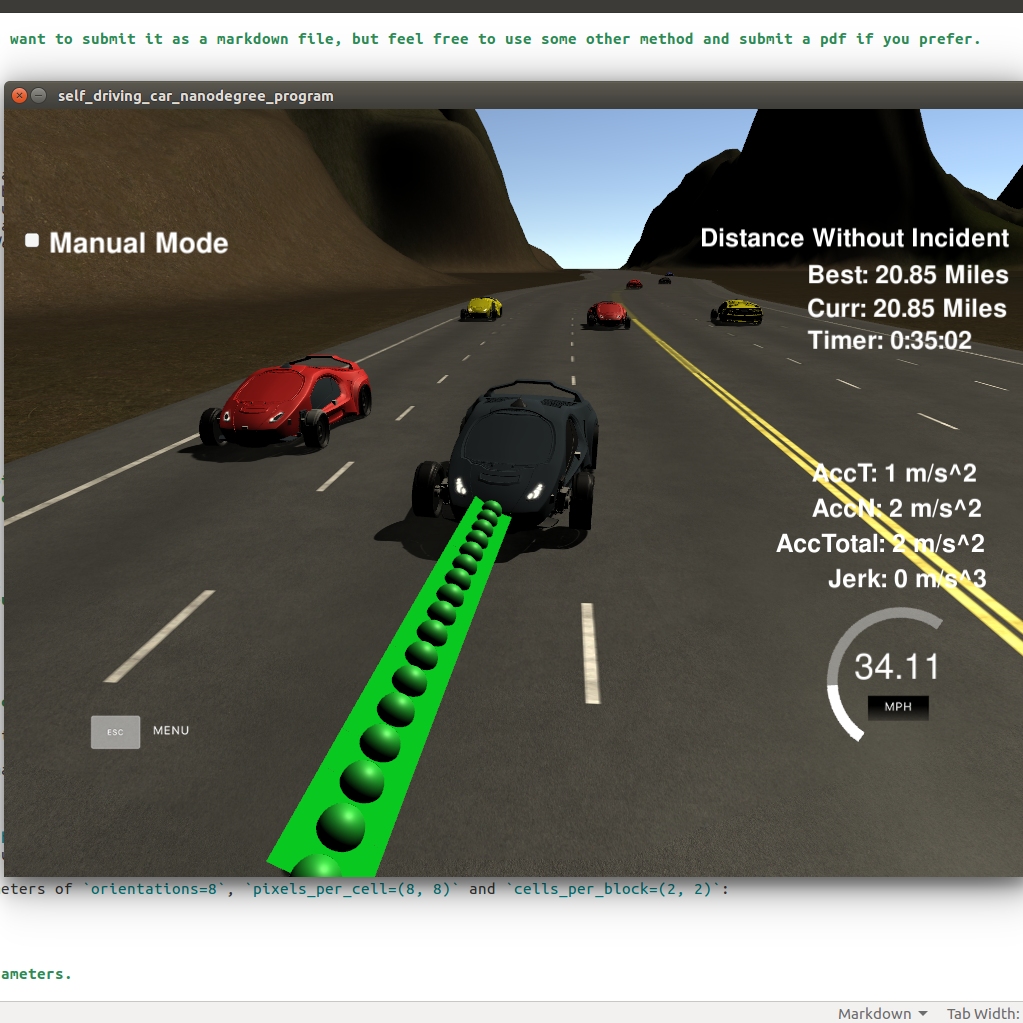 want to submit it as a markdown file, but feel free to use some other method and submit a pdf if you prefer.
self_driving_car_nanodegree_program
Manual Mode
Distance Without Incident
Best: 20.85 Miles
Curr: 20.85 Miles
Timer: 0:35:02
AccT: 1 m/s^2
AccN: 2 m/s^2
AccTotal: 2 m/s^2
Jerk: 0 m/s^3
34.11
MPH
ESC MENU
eters of `orientations=8`, `pixels_per_cell=(8, 8)` and `cells_per_block=(2, 2)`:
ameters.
Markdown Tab Width: